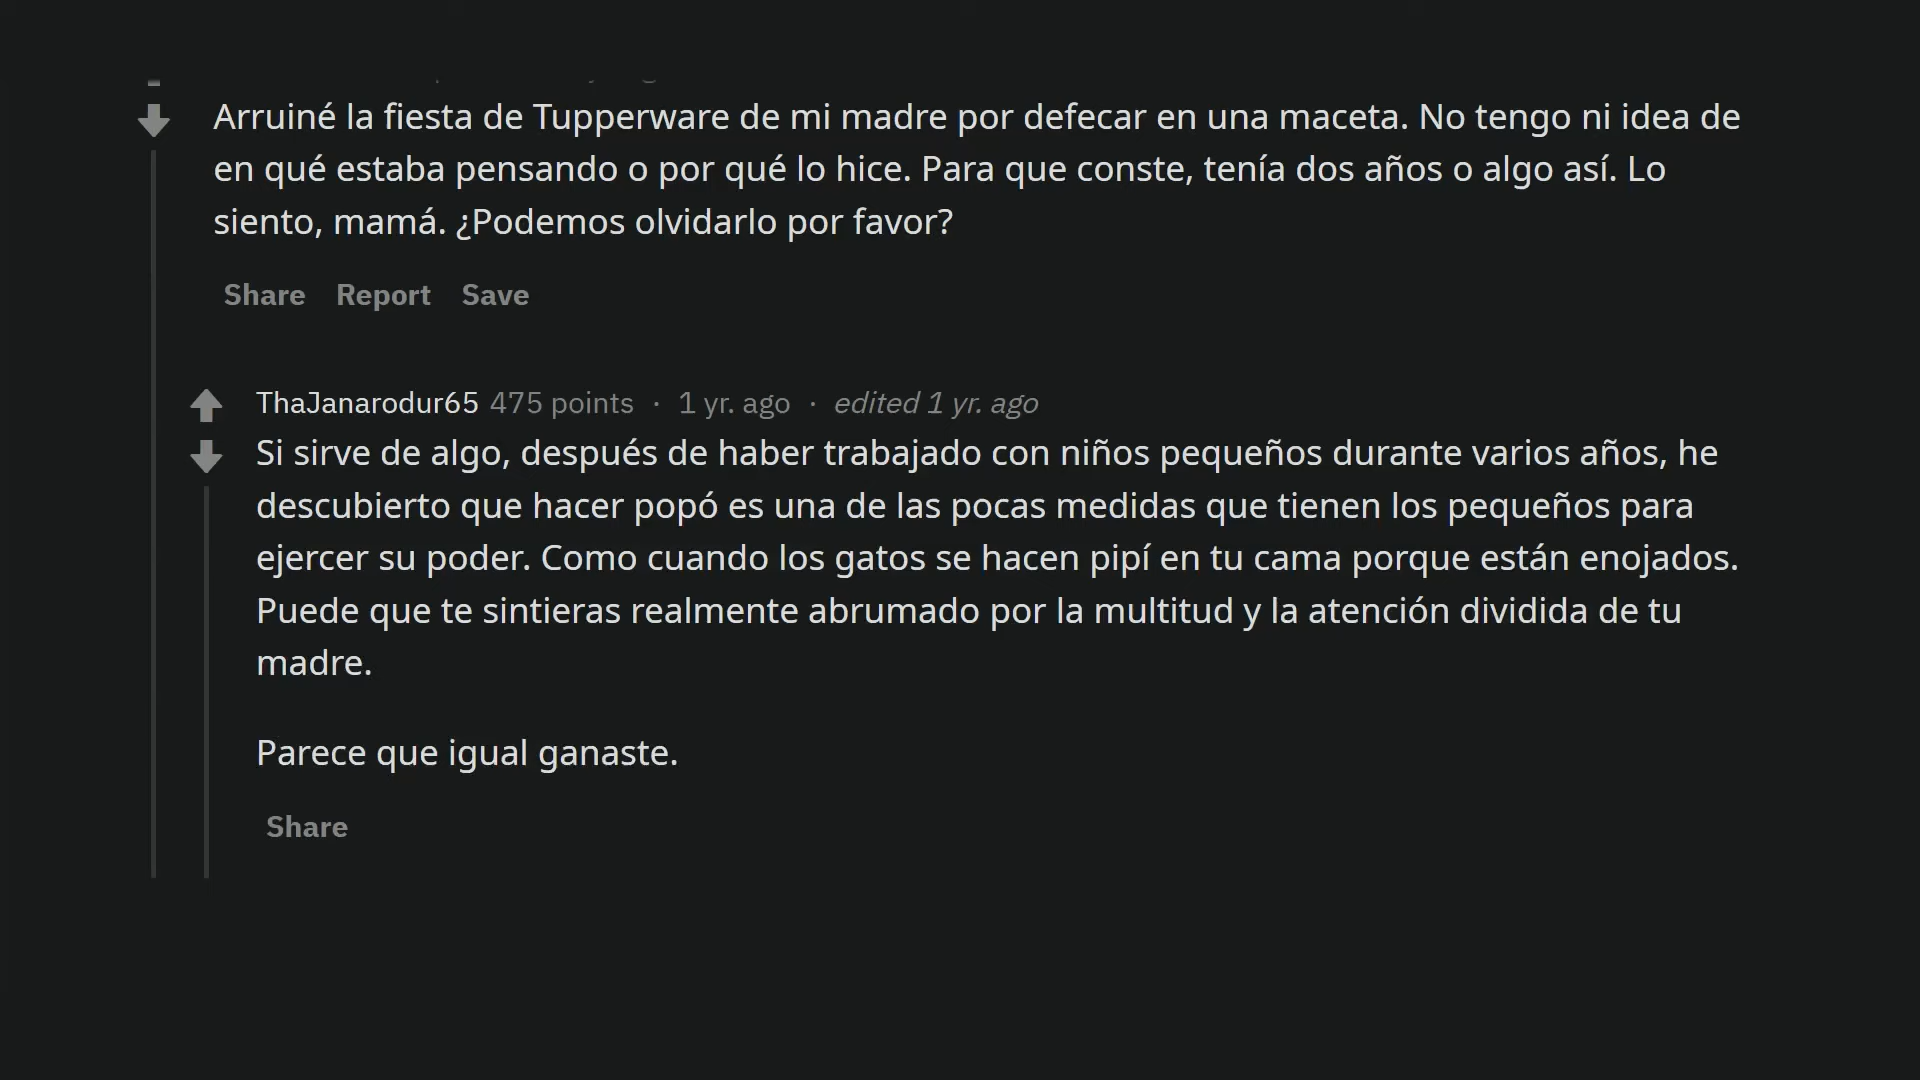 Arruiné la fiesta de Tupperware de mi madre por defecar en una maceta. No tengo ni idea de
en qué estaba pensando o por qué lo hice. Para que conste, tenía dos años o algo así. Lo
siento, mamá. ¿Podemos olvidarlo por favor?
Share Report Save
ThaJanarodur65 475 points · 1 yr. ago · edited 1 yr. ago
Si sirve de algo, después de haber trabajado con niños pequeños durante varios años, he
descubierto que hacer popó es una de las pocas medidas que tienen los pequeños para
ejercer su poder. Como cuando los gatos se hacen pipí en tu cama porque están enojados.
Puede que te sintieras realmente abrumado por la multitud y la atención dividida de tu
madre.
Parece que igual ganaste.
Share